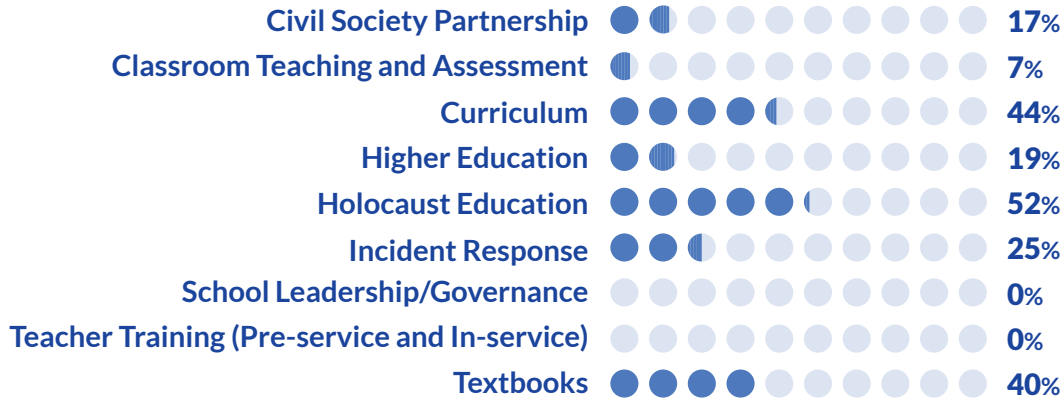 Civil Society Partnership 17%
Classroom Teaching and Assessment 7%
Curriculum 44%
Higher Education 19%
Holocaust Education 52%
Incident Response 25%
School Leadership/Governance 0%
Teacher Training (Pre-service and In-service) 0%
Textbooks 40%